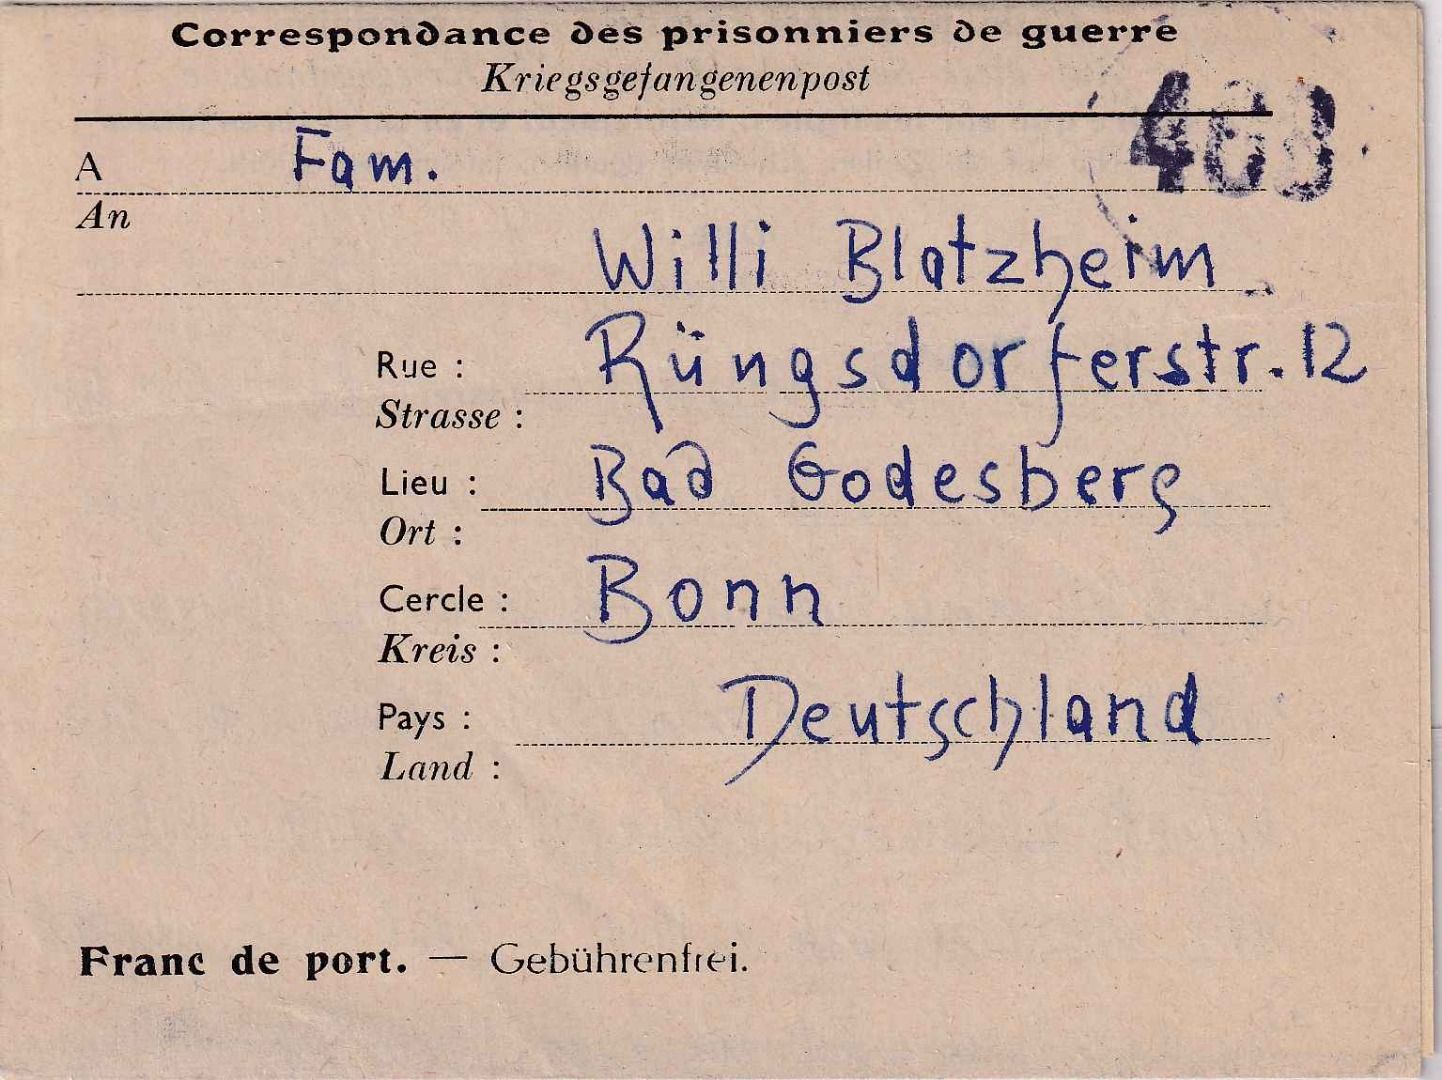 Correspondance des prisonniers de guerre
Kriegsgefangenenpost
A Fam.
An
Willi Blatzheim
Rue : Rüngsdorferstr. 12
Strasse :
Lieu : Bad Godesberg
Ort :
Cercle : Bonn
Kreis :
Pays : Deutschland
Land :
Franc de port. — Gebührenfrei.